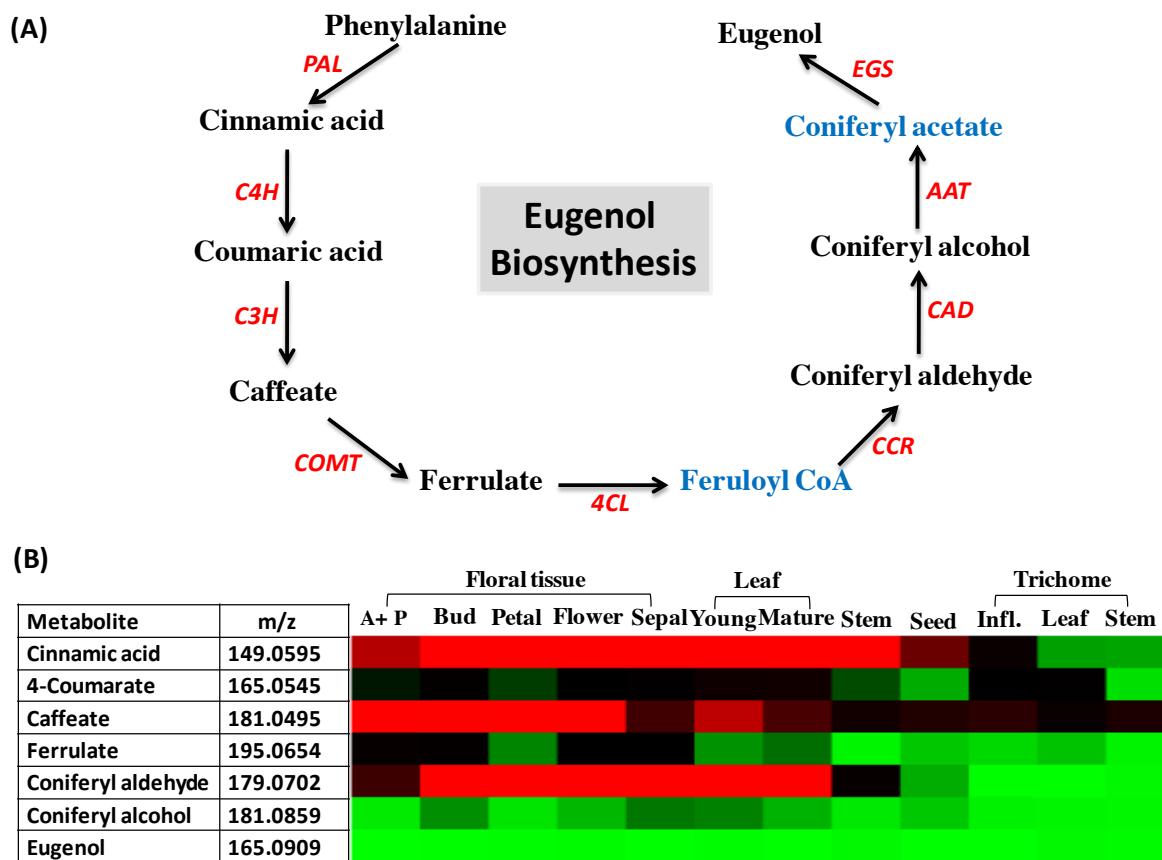 (A)
Phenylalanine
PAL
Cinnamic acid
C4H
Coumaric acid
C3H
Caffeate
COMT
Ferrulate
4CL
Feruloyl CoA
CCR
Coniferyl aldehyde
CAD
Coniferyl alcohol
AAT
Coniferyl acetate
EGS
Eugenol
Eugenol
Biosynthesis
(B)
Floral tissue Leaf Trichome
Metabolite m/z A+ P Bud Petal Flower Sepal Young Mature Stem Seed Infl. Leaf Stem
Cinnamic acid 149.0595
4-Coumarate 165.0545
Caffeate 181.0495
Ferrulate 195.0654
Coniferyl aldehyde 179.0702
Coniferyl alcohol 181.0859
Eugenol 165.0909